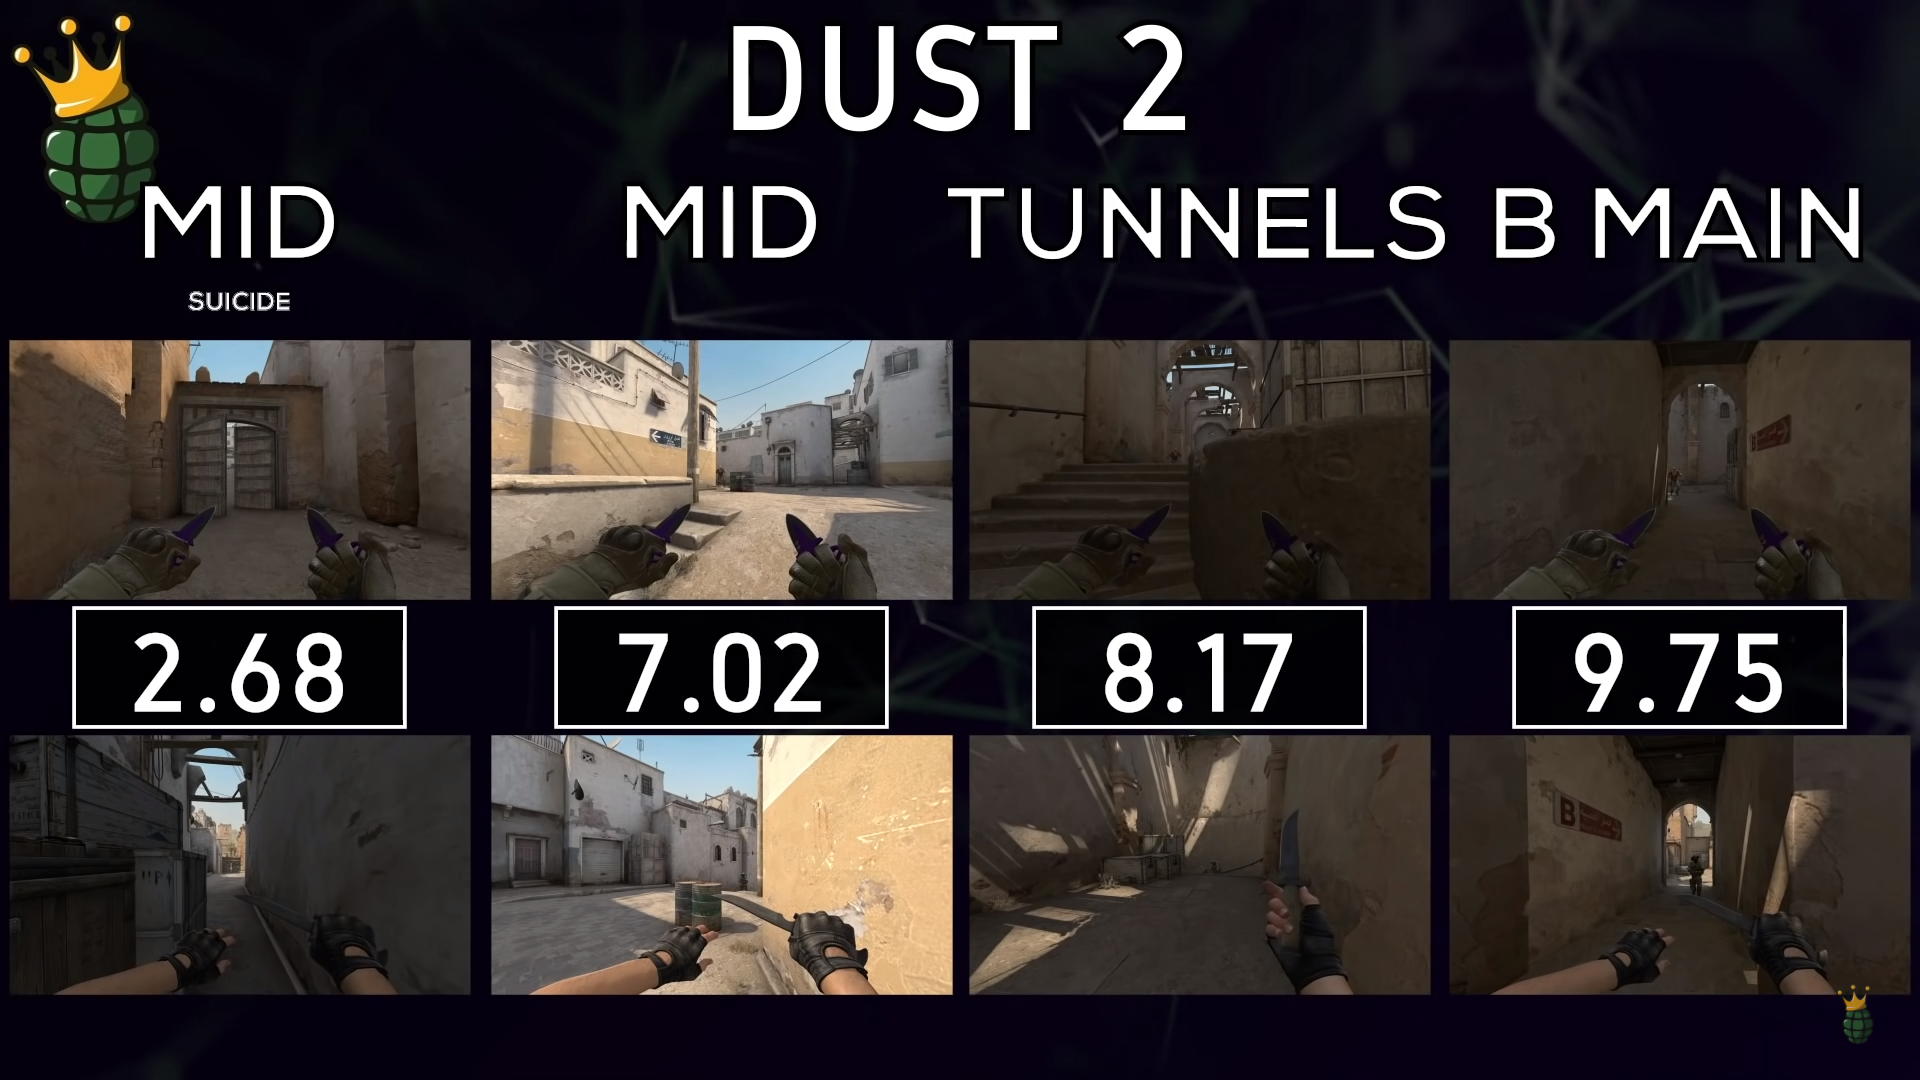 DUST 2
MID
MID
TUNNELS
B MAIN
SUICIDE
2.68
7.02
8.17
9.75
B